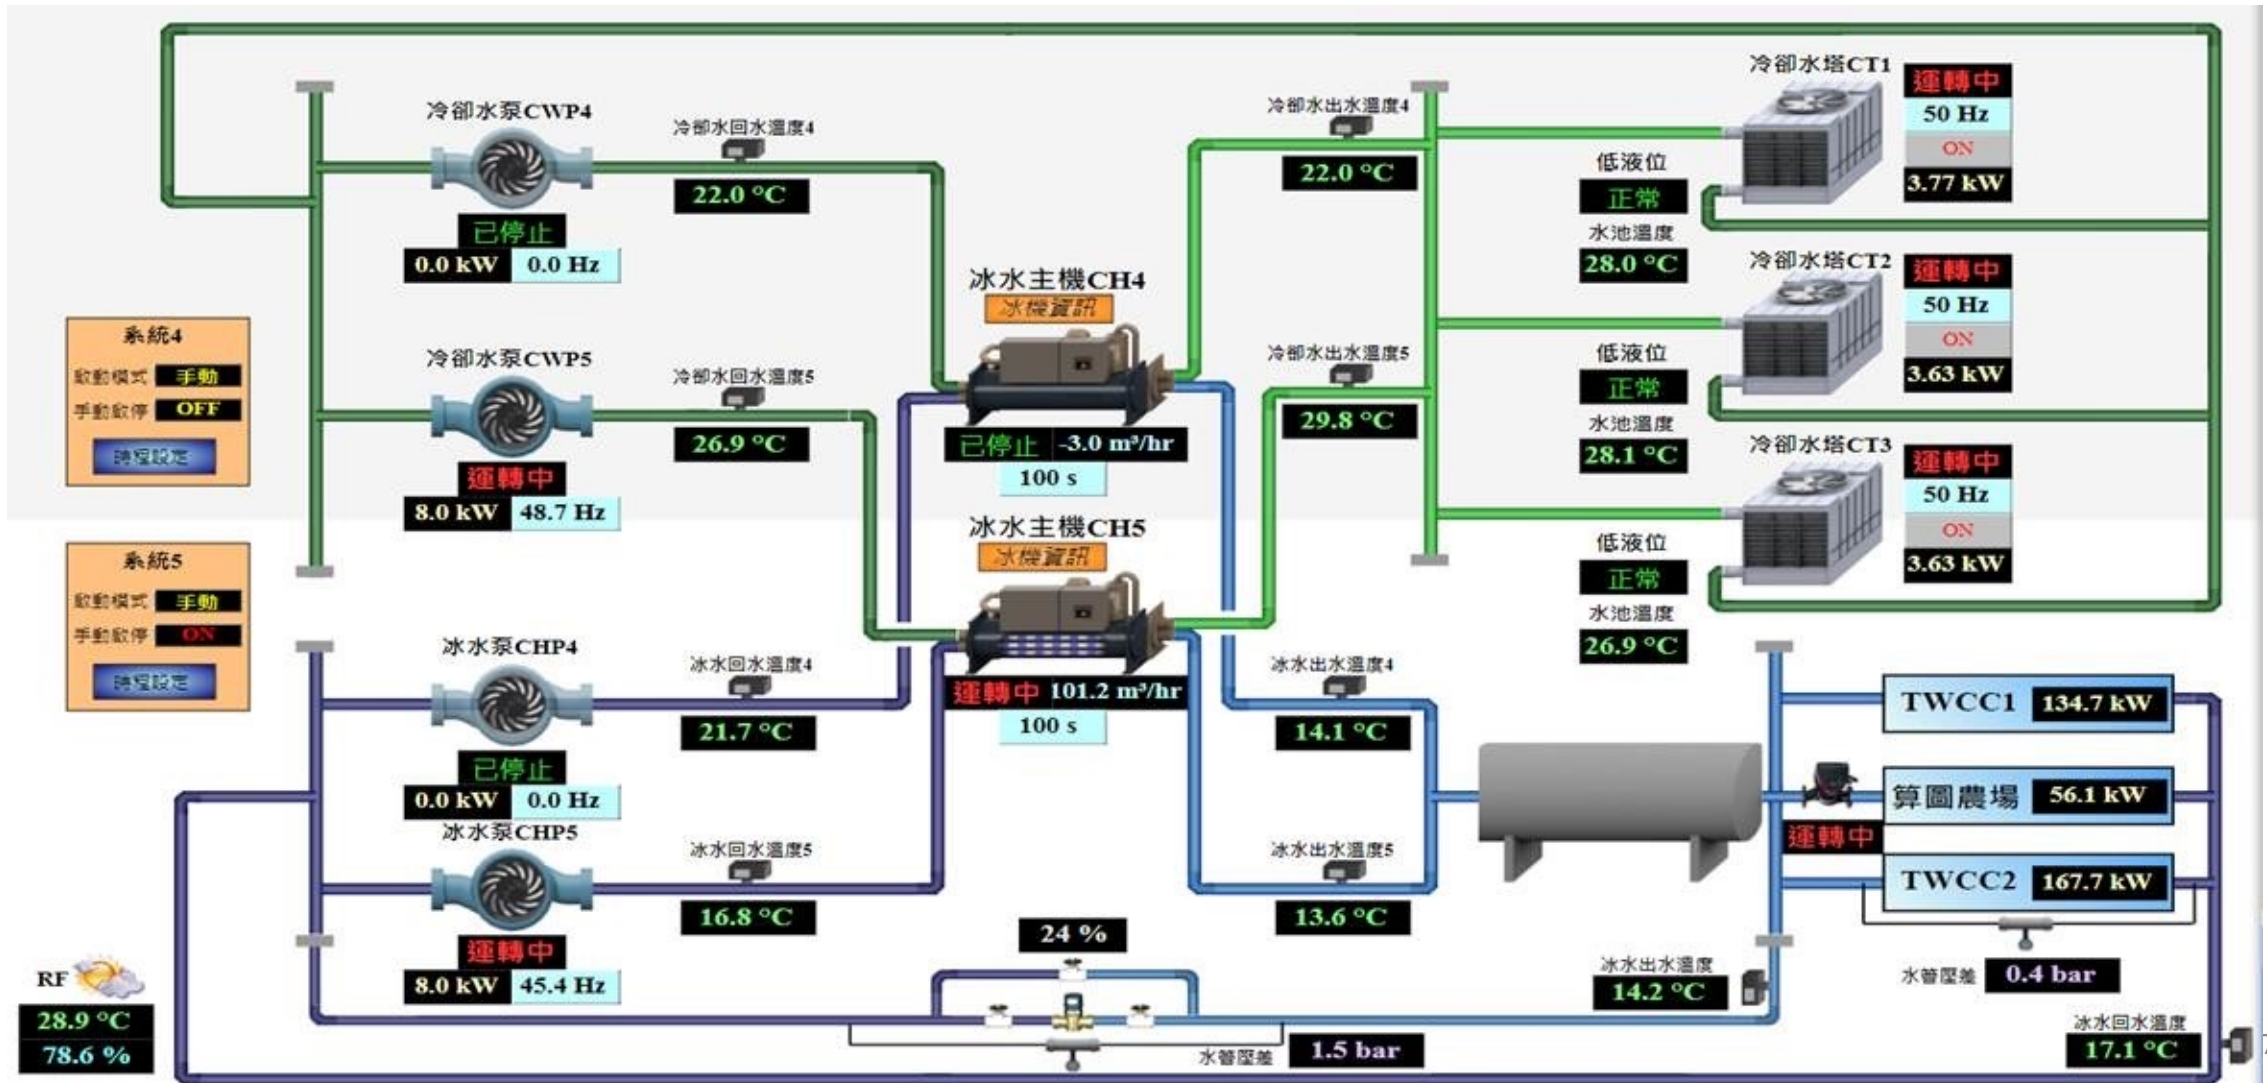 冷卻水塔CT1
運轉中
50 Hz
ON
3.77 kW
冷卻水泵CWP4
冷卻水回水溫度4
22.0 °C
冷卻水出水溫度4
22.0 °C
低液位
正常
水池溫度
28.0 °C
已停止
0.0 kW
0.0 Hz
冷卻水塔CT2
運轉中
50 Hz
ON
3.63 kW
冰水主機CH4
冰機資訊
已停止
-3.0 m³/hr
100 s
系統4
啟動模式
手動
手動啟停
OFF
時程設定
冷卻水泵CWP5
冷卻水回水溫度5
26.9 °C
冷卻水出水溫度5
29.8 °C
低液位
正常
水池溫度
28.1 °C
運轉中
8.0 kW
48.7 Hz
冷卻水塔CT3
運轉中
50 Hz
ON
3.63 kW
冰水主機CH5
冰機資訊
運轉中
101.2 m³/hr
100 s
低液位
正常
水池溫度
26.9 °C
系統5
啟動模式
手動
手動啟停
ON
時程設定
冰水泵CHP4
冰水回水溫度4
21.7 °C
冰水出水溫度4
14.1 °C
已停止
0.0 kW
0.0 Hz
TWCC1
134.7 kW
算圖農場
56.1 kW
運轉中
TWCC2
167.7 kW
冰水泵CHP5
冰水回水溫度5
16.8 °C
冰水出水溫度5
13.6 °C
運轉中
8.0 kW
45.4 Hz
24 %
冰水出水溫度
14.2 °C
水管壓差
0.4 bar
RF
28.9 °C
78.6 %
水管壓差
1.5 bar
冰水回水溫度
17.1 °C